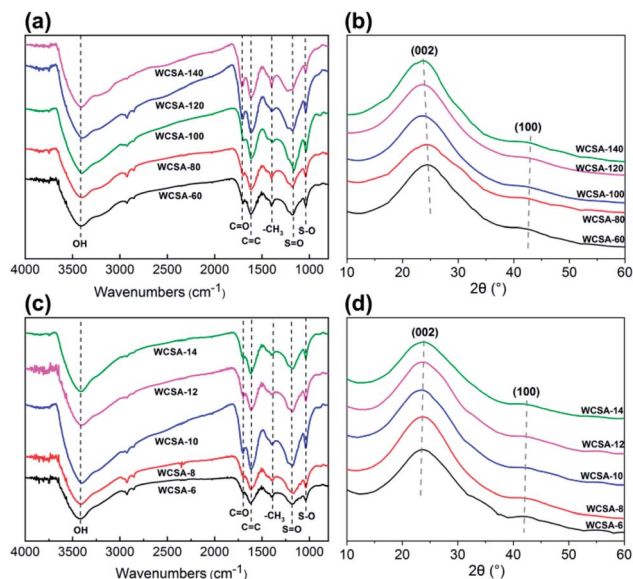 (a)
WCSA-140
WCSA-120
WCSA-100
WCSA-80
WCSA-60
OH
C=O
C=C
-CH3
S=O
S-O
4000 3500 3000 2500 2000 1500 1000
Wavenumbers (cm⁻¹)
(b)
(002)
(100)
WCSA-140
WCSA-120
WCSA-100
WCSA-80
WCSA-60
10 20 30 40 50 60
2θ (°)
(c)
WCSA-14
WCSA-12
WCSA-10
WCSA-8
WCSA-6
OH
C=O
C=C
-CH3
S=O
S-O
4000 3500 3000 2500 2000 1500 1000
Wavenumbers (cm⁻¹)
(d)
(002)
(100)
WCSA-14
WCSA-12
WCSA-10
WCSA-8
WCSA-6
10 20 30 40 50 60
2θ (°)